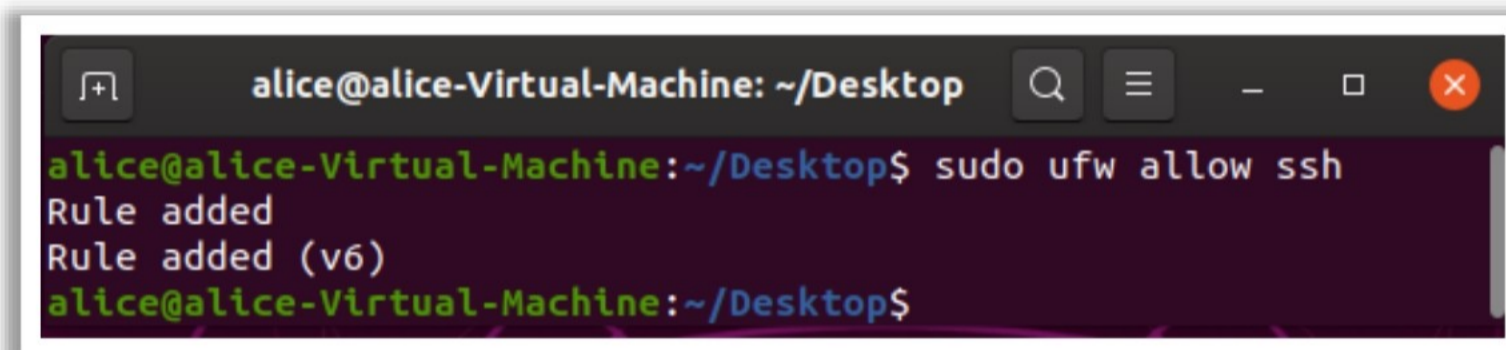 alice@alice-Virtual-Machine: ~/Desktop
alice@alice-Virtual-Machine:~/Desktop$ sudo ufw allow ssh
Rule added
Rule added (v6)
alice@alice-Virtual-Machine:~/Desktop$